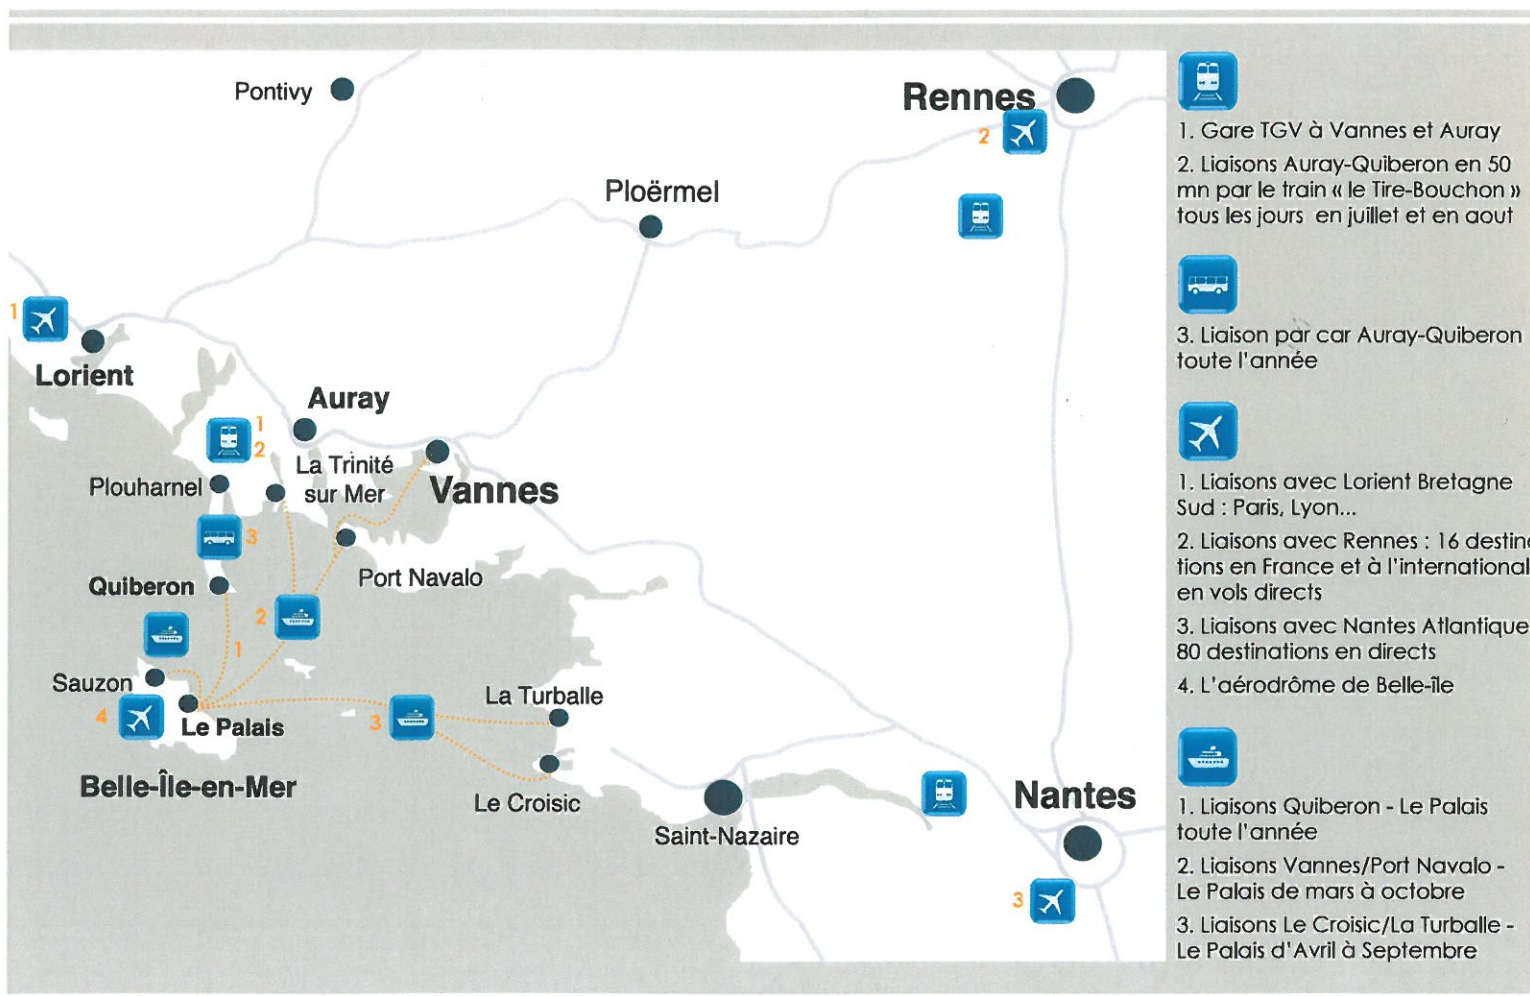 Pontivy
Rennes
2
Ploërmel
1
Lorient
Auray
1
2
La Trinité
sur Mer
Plouharnel
Vannes
3
Port Navalo
Quiberon
2
1
Sauzon
4
Le Palais
La Turballe
3
Belle-Île-en-Mer
Le Croisic
Saint-Nazaire
Nantes
3
1. Gare TGV à Vannes et Auray
2. Liaisons Auray-Quiberon en 50
mn par le train « le Tire-Bouchon »
tous les jours en juillet et en aout
3. Liaison par car Auray-Quiberon
toute l'année
1. Liaisons avec Lorient Bretagne
Sud : Paris, Lyon...
2. Liaisons avec Rennes : 16 destina
tions en France et à l'international
en vols directs
3. Liaisons avec Nantes Atlantique
80 destinations en directs
4. L'aérodrôme de Belle-île
1. Liaisons Quiberon - Le Palais
toute l'année
2. Liaisons Vannes/Port Navalo -
Le Palais de mars à octobre
3. Liaisons Le Croisic/La Turballe -
Le Palais d'Avril à Septembre